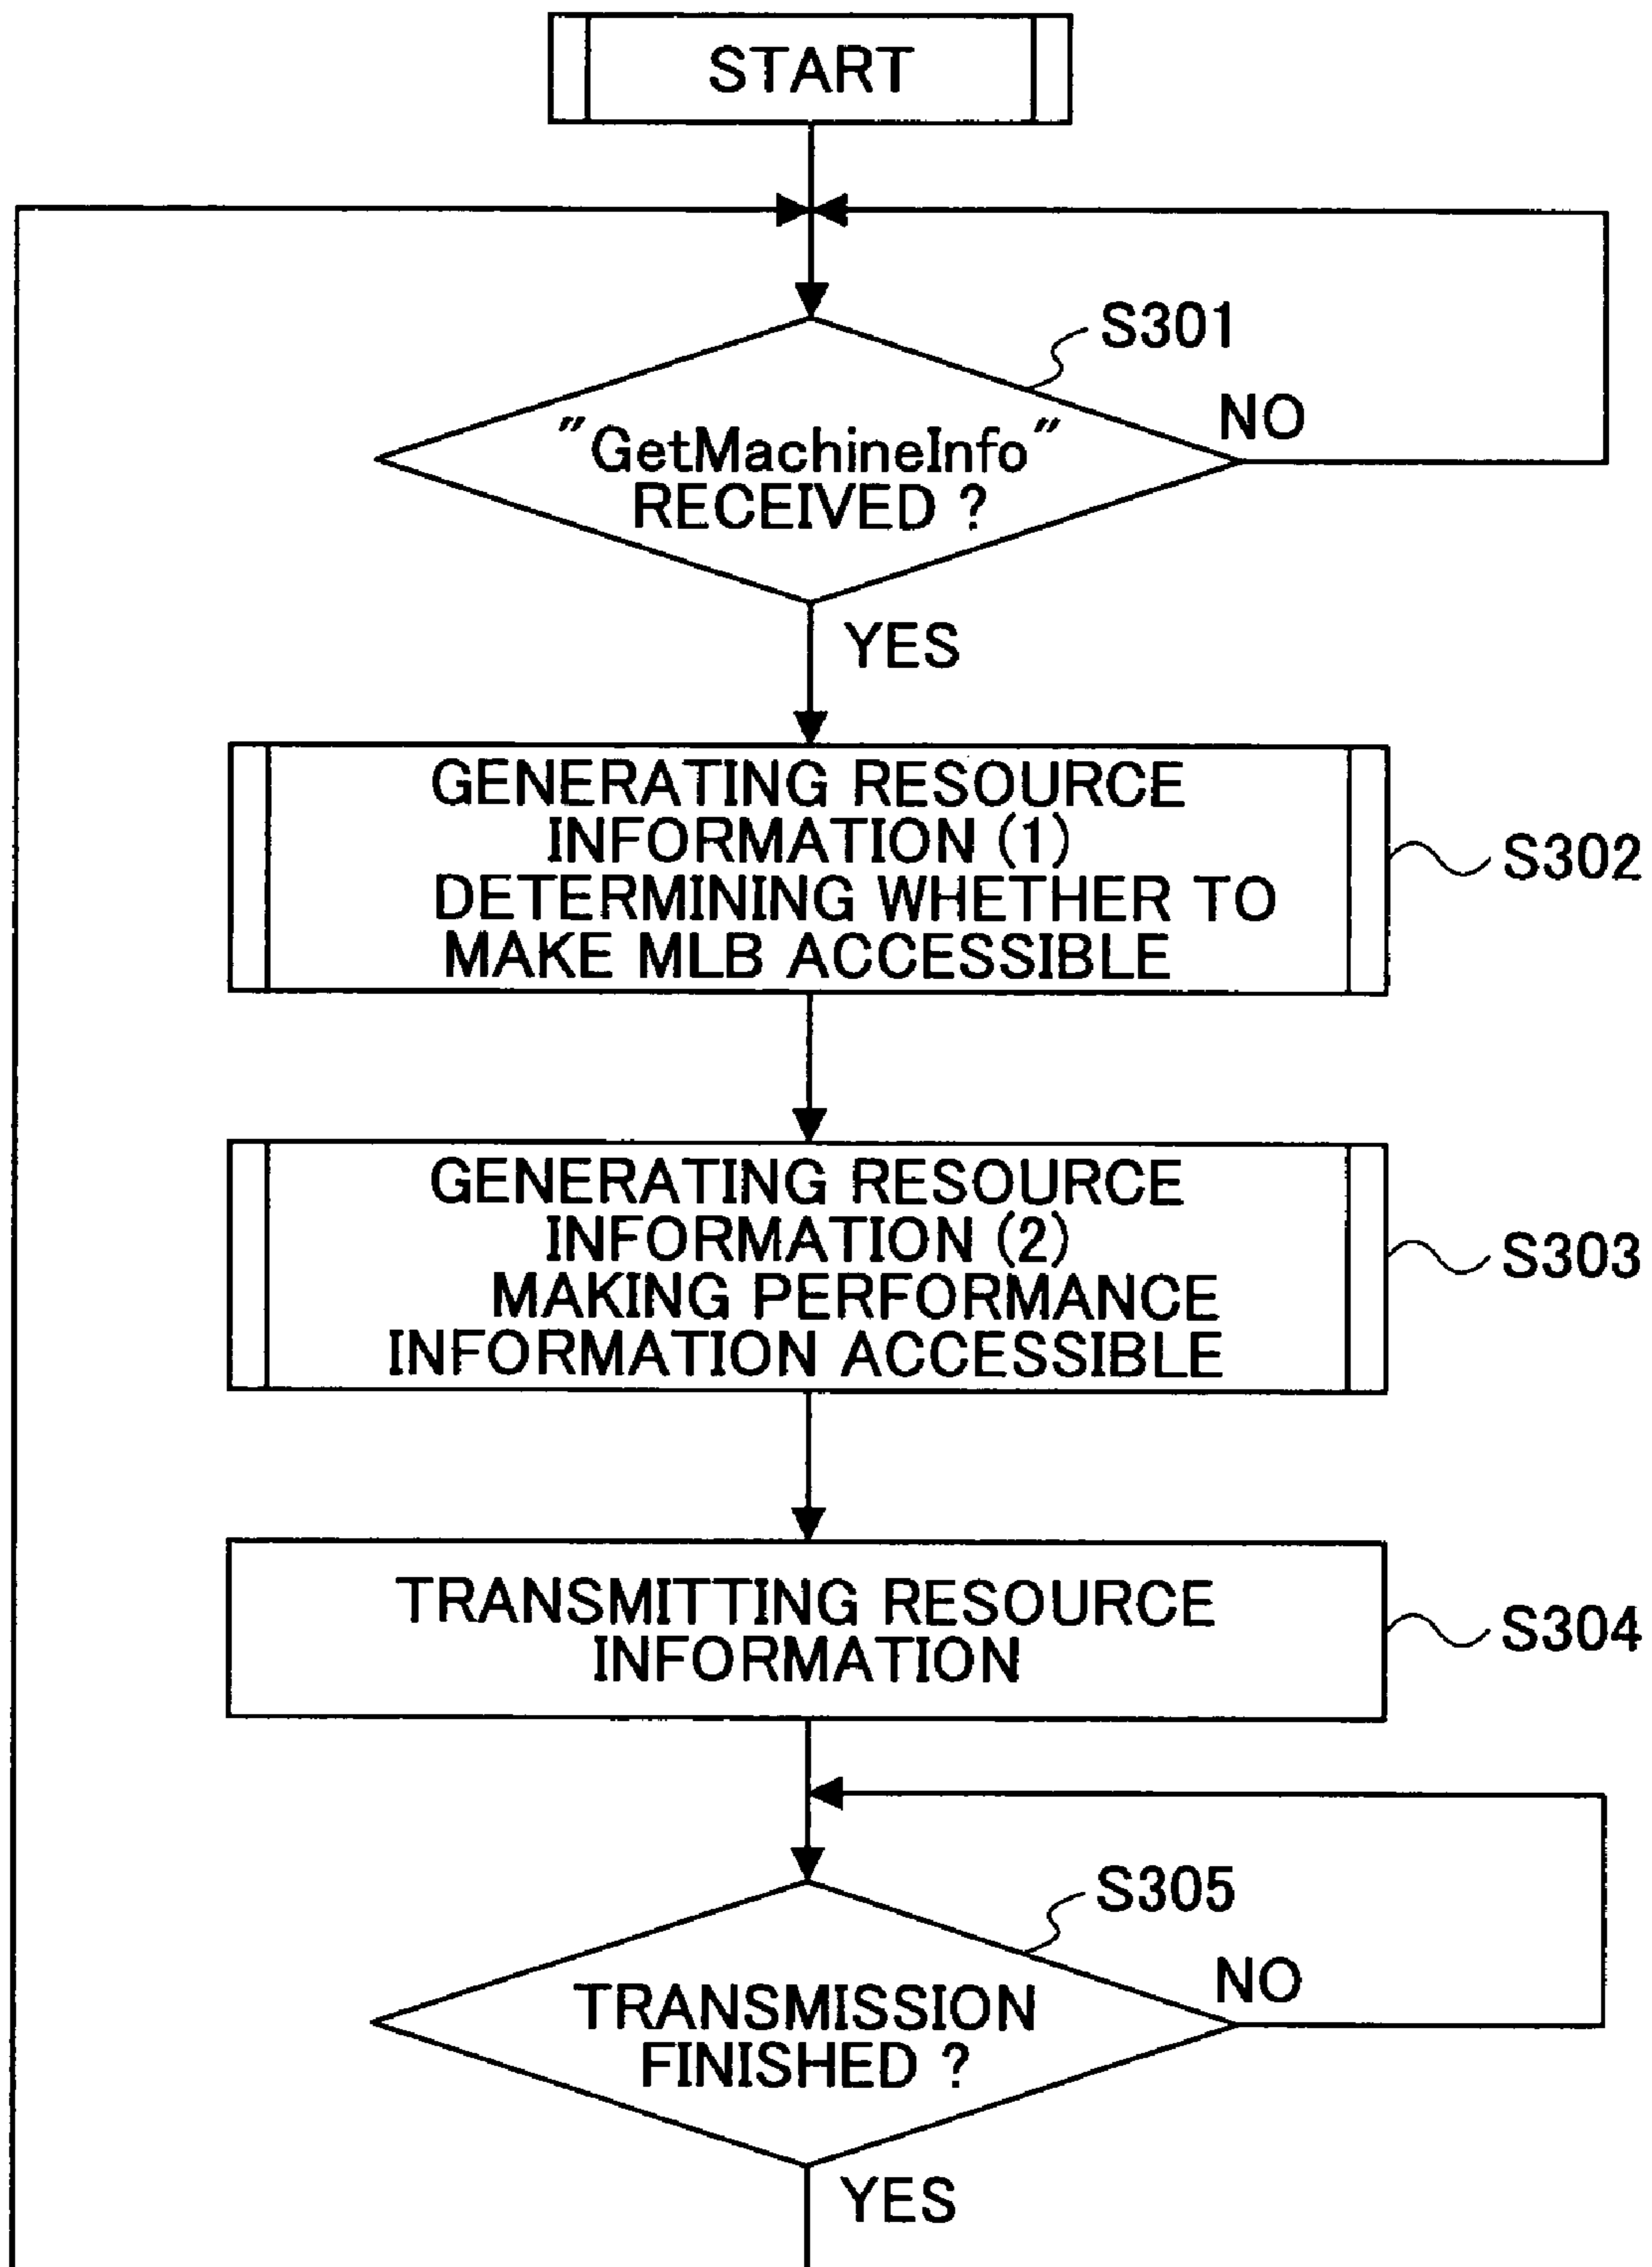 START
S301
NO
"GetMachineInfo"
RECEIVED ?
YES
GENERATING RESOURCE
INFORMATION (1)
DETERMINING WHETHER TO
MAKE MLB ACCESSIBLE
S302
GENERATING RESOURCE
INFORMATION (2)
MAKING PERFORMANCE
INFORMATION ACCESSIBLE
S303
TRANSMITTING RESOURCE
INFORMATION
S304
S305
NO
TRANSMISSION
FINISHED ?
YES